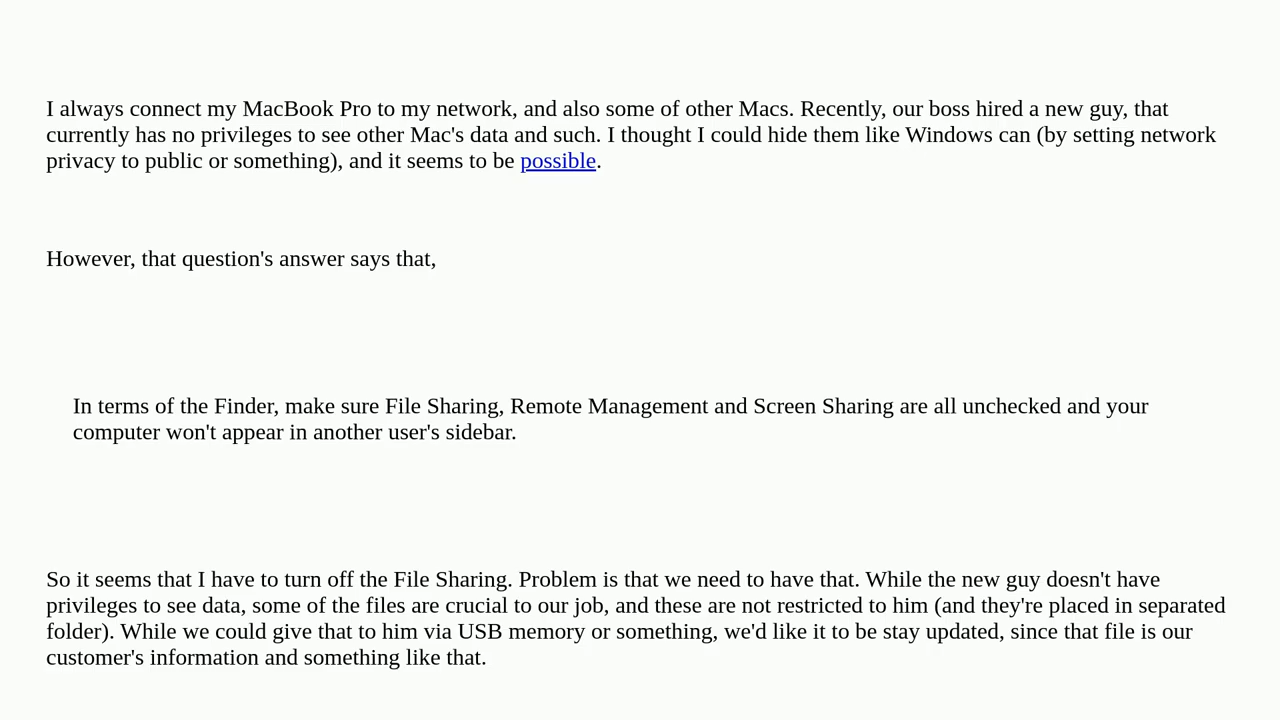 I always connect my MacBook Pro to my network, and also some of other Macs. Recently, our boss hired a new guy, that
currently has no privileges to see other Mac's data and such. I thought I could hide them like Windows can (by setting network
privacy to public or something), and it seems to be possible.
However, that question's answer says that,
In terms of the Finder, make sure File Sharing, Remote Management and Screen Sharing are all unchecked and your
computer won't appear in another user's sidebar.
So it seems that I have to turn off the File Sharing. Problem is that we need to have that. While the new guy doesn't have
privileges to see data, some of the files are crucial to our job, and these are not restricted to him (and they're placed in separated
folder). While we could give that to him via USB memory or something, we'd like it to be stay updated, since that file is our
customer's information and something like that.